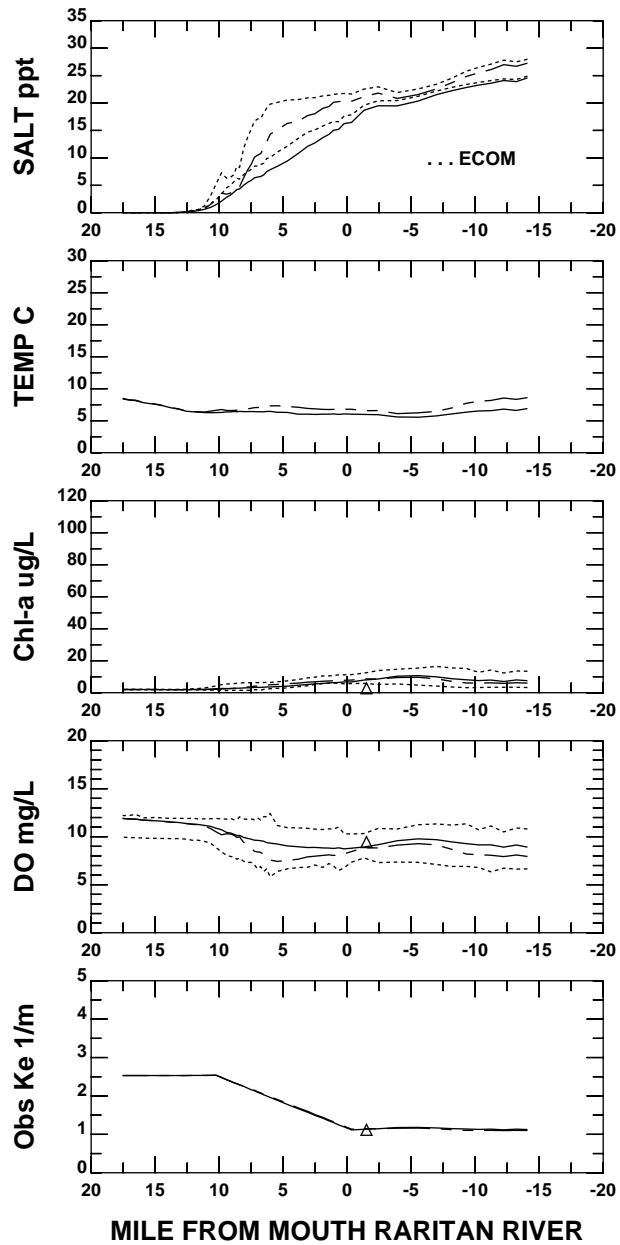 SALT ppt
35
30
25
20
15
10
5
0
. . . ECOM
20 15 10 5 0 -5 -10 -15 -20
TEMP C
30
25
20
15
10
5
0
20 15 10 5 0 -5 -10 -15 -20
Chl-a ug/L
120
100
80
60
40
20
0
20 15 10 5 0 -5 -10 -15 -20
DO mg/L
20
15
10
5
0
20 15 10 5 0 -5 -10 -15 -20
Obs Ke 1/m
5
4
3
2
1
0
20 15 10 5 0 -5 -10 -15 -20
MILE FROM MOUTH RARITAN RIVER